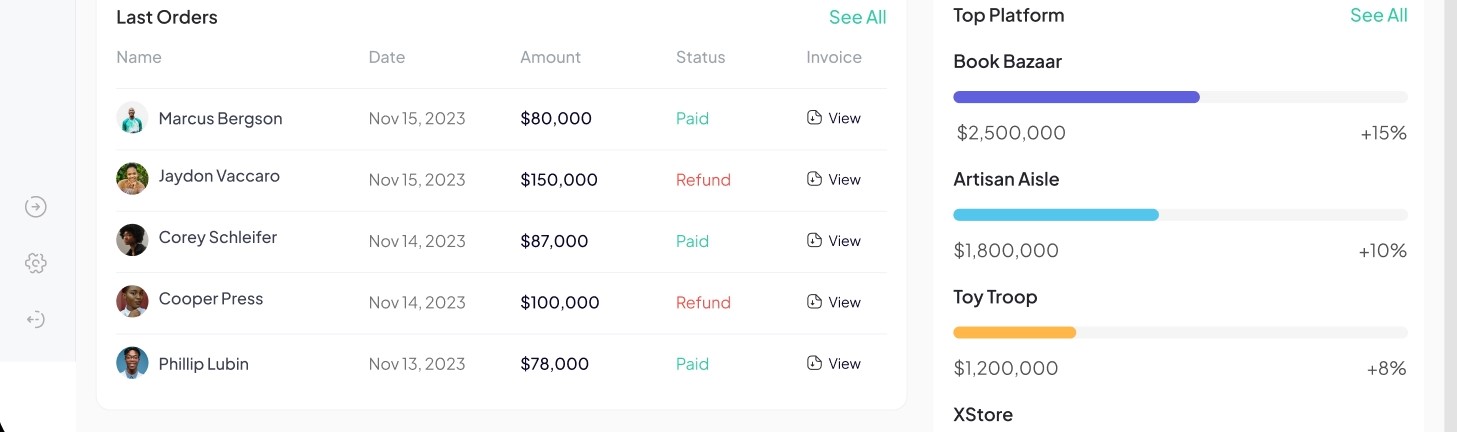 Last Orders See All
Name Date Amount Status Invoice
Marcus Bergson Nov 15, 2023 $80,000 Paid View
Jaydon Vaccaro Nov 15, 2023 $150,000 Refund View
Corey Schleifer Nov 14, 2023 $87,000 Paid View
Cooper Press Nov 14, 2023 $100,000 Refund View
Phillip Lubin Nov 13, 2023 $78,000 Paid View
Top Platform See All
Book Bazaar
$2,500,000 +15%
Artisan Aisle
$1,800,000 +10%
Toy Troop
$1,200,000 +8%
XStore